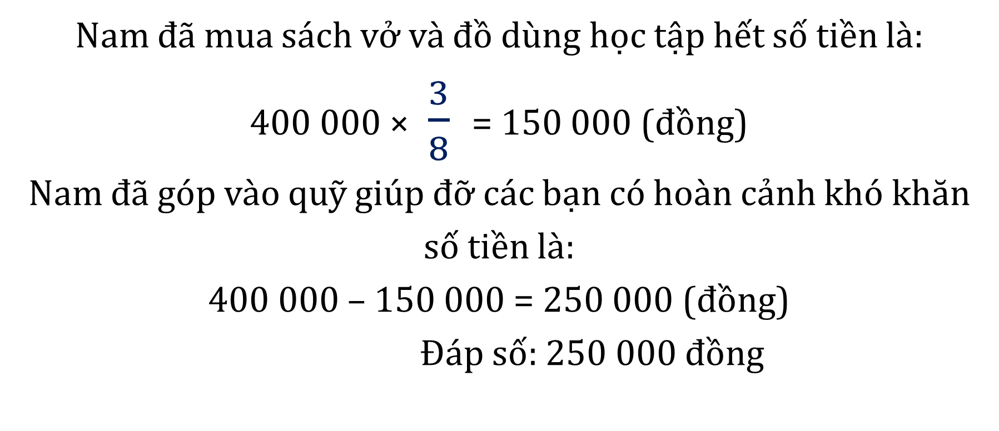 Nam đã mua sách vở và đồ dùng học tập hết số tiền là:
400 000 × 3/8 = 150 000 (đồng)
Nam đã góp vào quỹ giúp đỡ các bạn có hoàn cảnh khó khăn
số tiền là:
400 000 – 150 000 = 250 000 (đồng)
Đáp số: 250 000 đồng